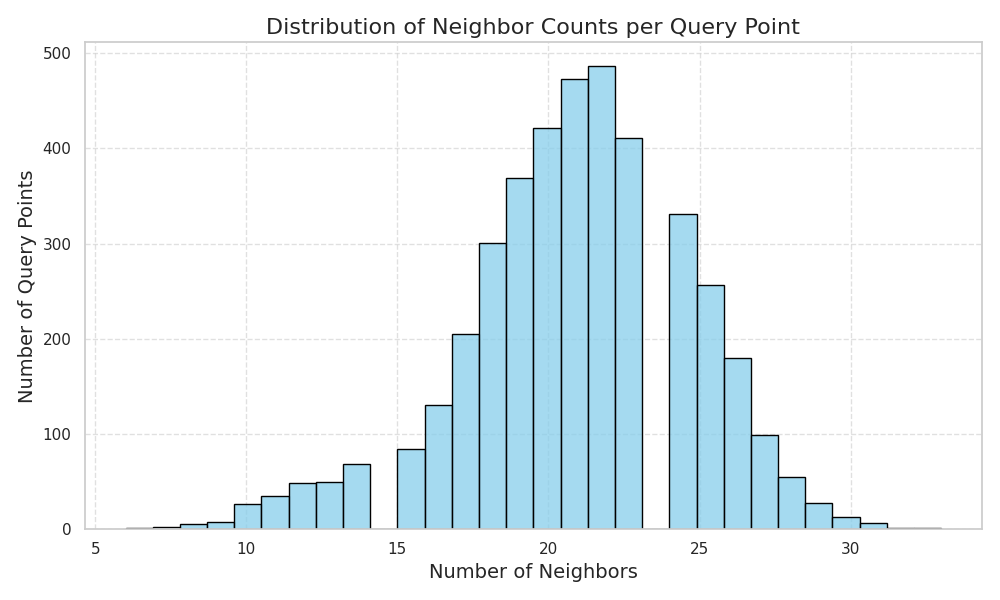 Distribution of Neighbor Counts per Query Point
Number of Query Points
500
400
300
200
100
0
5 10 15 20 25 30
Number of Neighbors